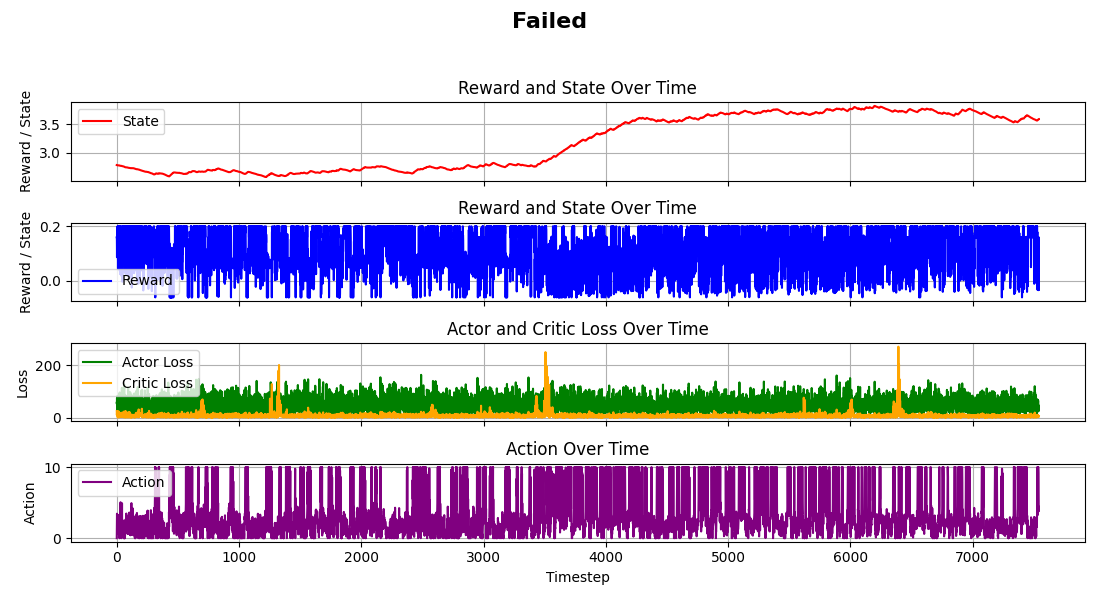 Failed
Reward and State Over Time
Reward / State
3.5
3.0
State
Reward and State Over Time
Reward / State
0.2
0.0
Reward
Actor and Critic Loss Over Time
Loss
200
0
Actor Loss
Critic Loss
Action Over Time
Action
10
0
Action
0 1000 2000 3000 4000 5000 6000 7000
Timestep